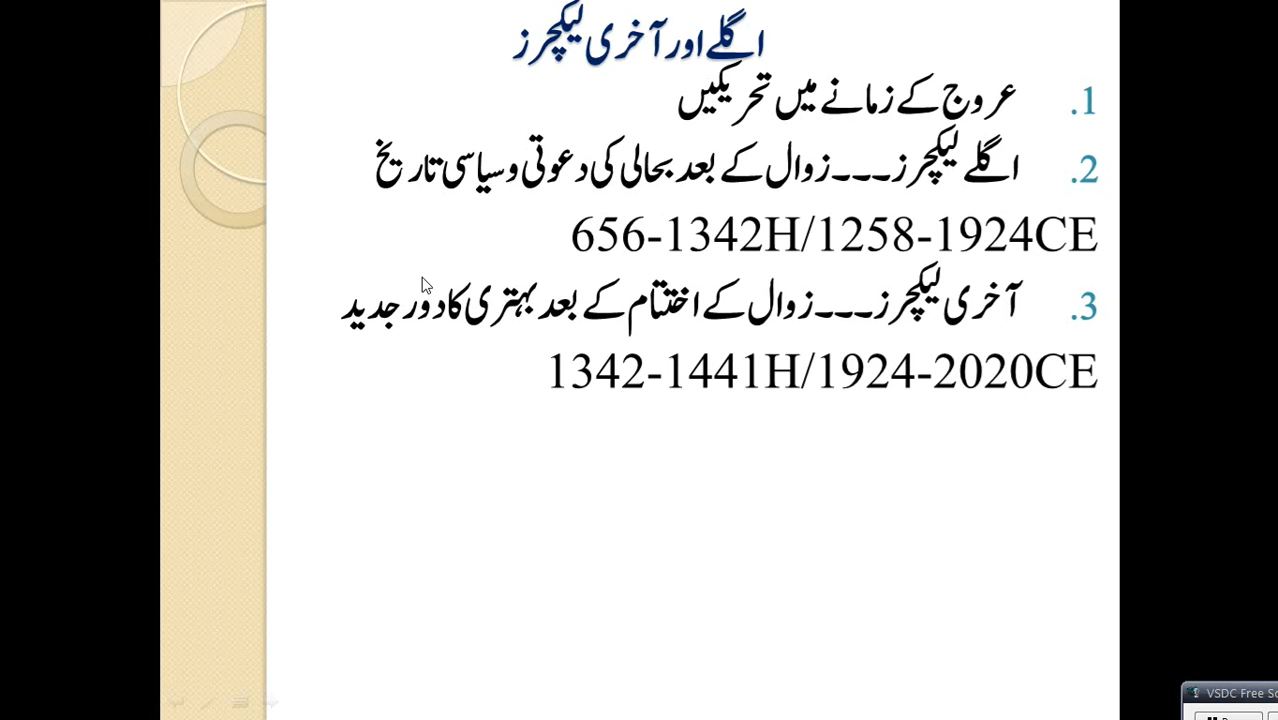 اگلے اور آخری لیکچرز
1. عروج کے زمانے میں تحریکیں
2. اگلے لیکچرز۔۔۔زوال کے بعد بحالی کی دعوتی و سیاسی تاریخ
656-1342H/1258-1924CE
3. آخری لیکچرز۔۔۔زوال کے اختتام کے بعد بہتری کا دورِ جدید
1342-1441H/1924-2020CE
VSDC Free